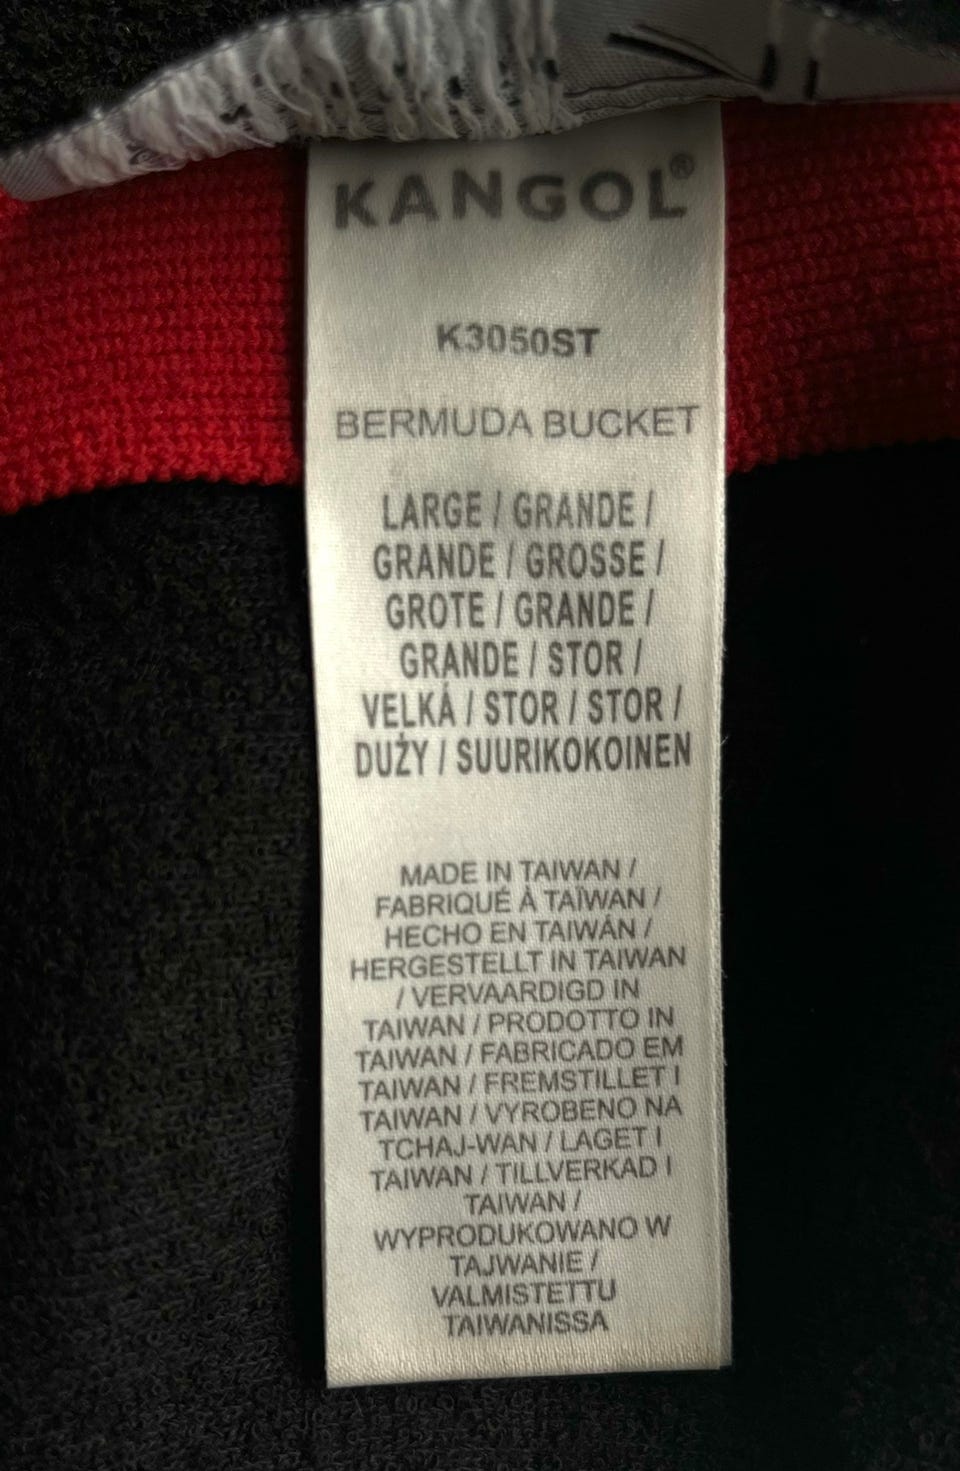 KANGOL®
K3050ST
BERMUDA BUCKET
LARGE / GRANDE /
GRANDE / GROSSE /
GROTE / GRANDE /
GRANDE / STOR /
VELKÁ / STOR / STOR /
DUŻY / SUURIKOKOINEN
MADE IN TAIWAN /
FABRIQUÉ À TAÏWAN /
HECHO EN TAIWÁN /
HERGESTELLT IN TAIWAN
/ VERVAARDIGD IN
TAIWAN / PRODOTTO IN
TAIWAN / FABRICADO EM
TAIWAN / FREMSTILLET I
TAIWAN / VYROBENO NA
TCHAJ-WAN / LAGET I
TAIWAN / TILLVERKAD I
TAIWAN /
WYPRODUKOWANO W
TAJWANIE /
VALMISTETTU
TAIWANISSA